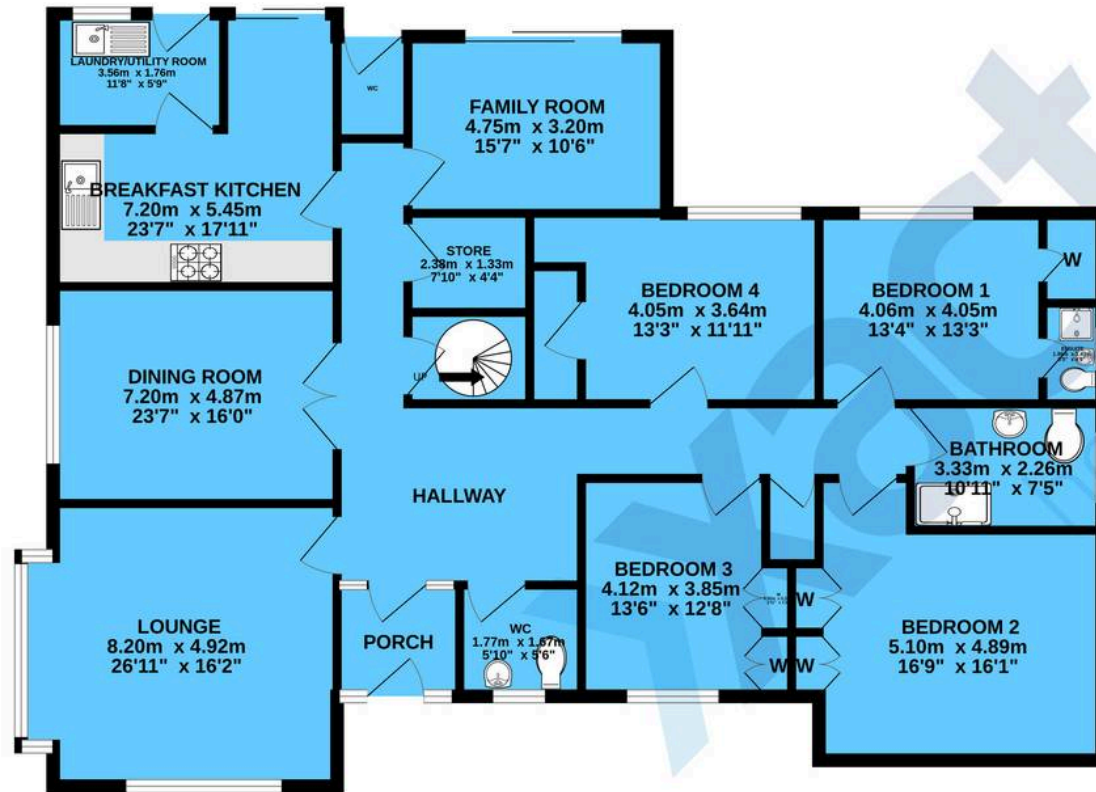 LAUNDRY/UTILITY ROOM
3.56m x 1.76m
11'8" x 5'9"
WC
FAMILY ROOM
4.75m x 3.20m
15'7" x 10'6"
BREAKFAST KITCHEN
7.20m x 5.45m
23'7" x 17'11"
STORE
2.38m x 1.33m
7'10" x 4'4"
BEDROOM 4
4.05m x 3.64m
13'3" x 11'11"
BEDROOM 1
4.06m x 4.05m
13'4" x 13'3"
W
DINING ROOM
7.20m x 4.87m
23'7" x 16'0"
UP
BATHROOM
3.33m x 2.26m
10'11" x 7'5"
HALLWAY
BEDROOM 3
4.12m x 3.85m
13'6" x 12'8"
W
LOUNGE
8.20m x 4.92m
26'11" x 16'2"
PORCH
WC
1.77m x 1.67m
5'10" x 5'6"
W
W
BEDROOM 2
5.10m x 4.89m
16'9" x 16'1"